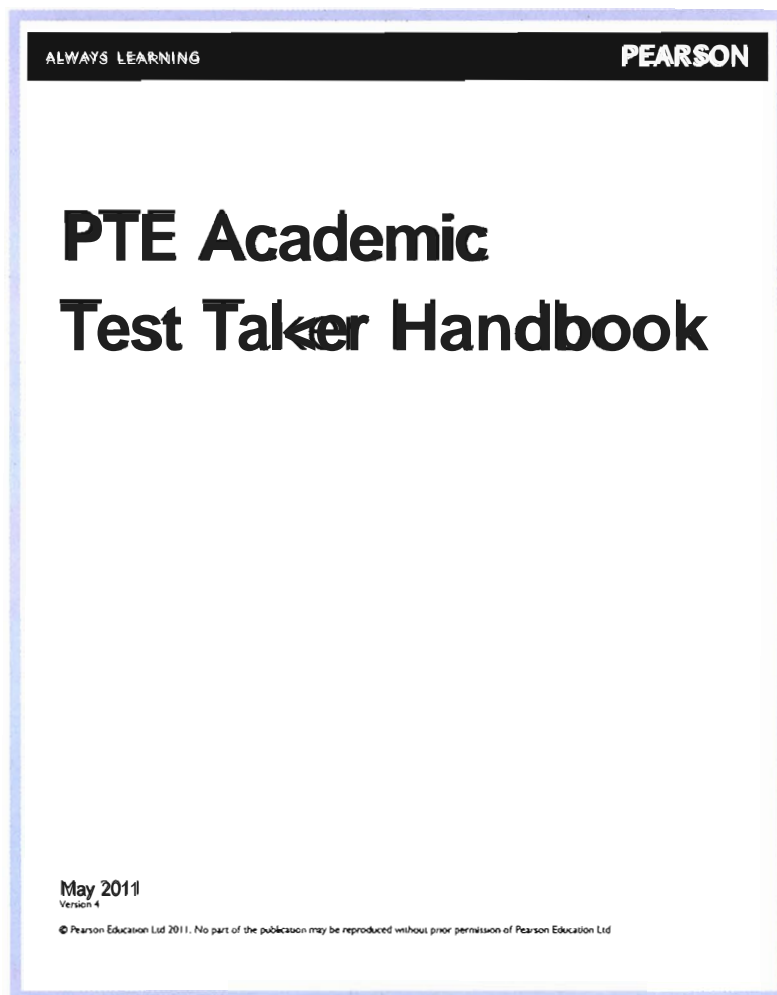 ALWAYS LEARNING
PEARSON
PTE Academic
Test Taker Handbook
May 2011
Version 4
© Pearson Education Ltd 2011. No part of the publication may be reproduced without prior permission of Pearson Education Ltd